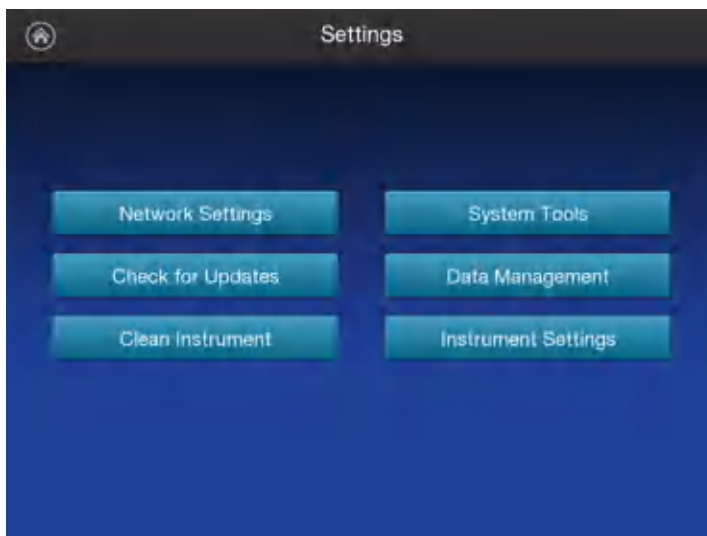 Settings
Network Settings
System Tools
Check for Updates
Data Management
Clean Instrument
Instrument Settings